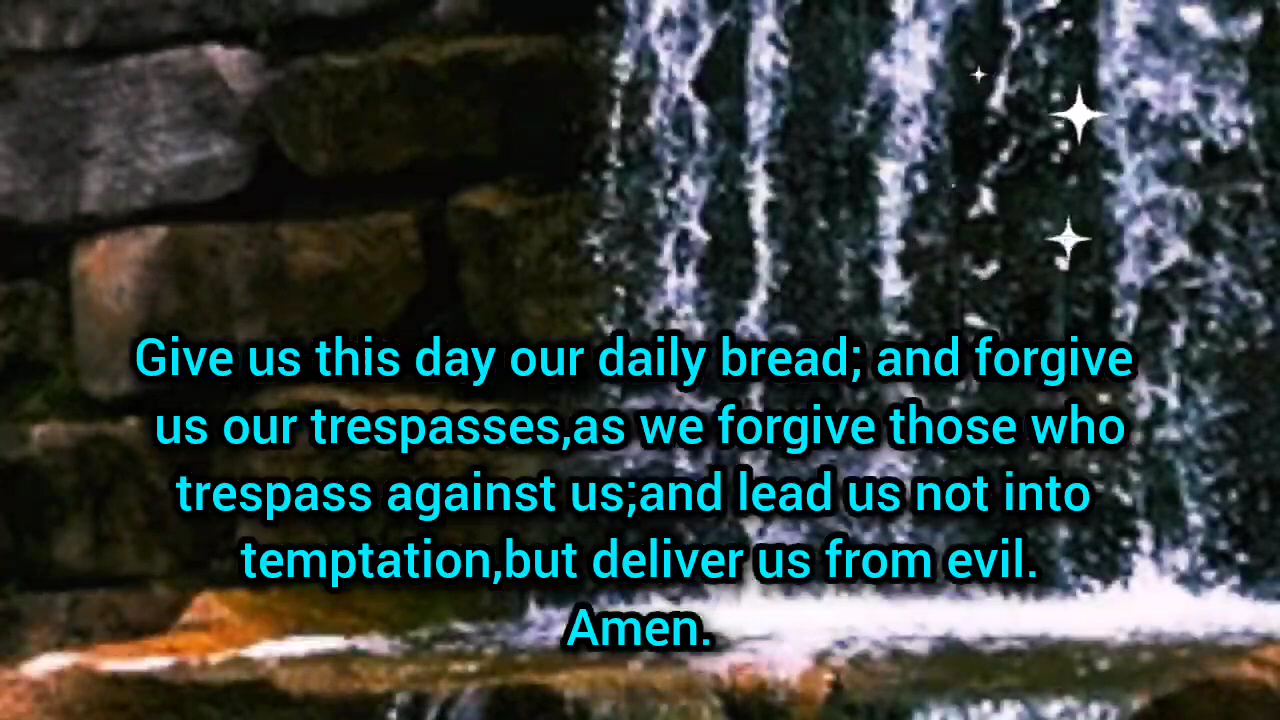 Give us this day our daily bread; and forgive
us our trespasses,as we forgive those who
trespass against us;and lead us not into
temptation,but deliver us from evil.
Amen.